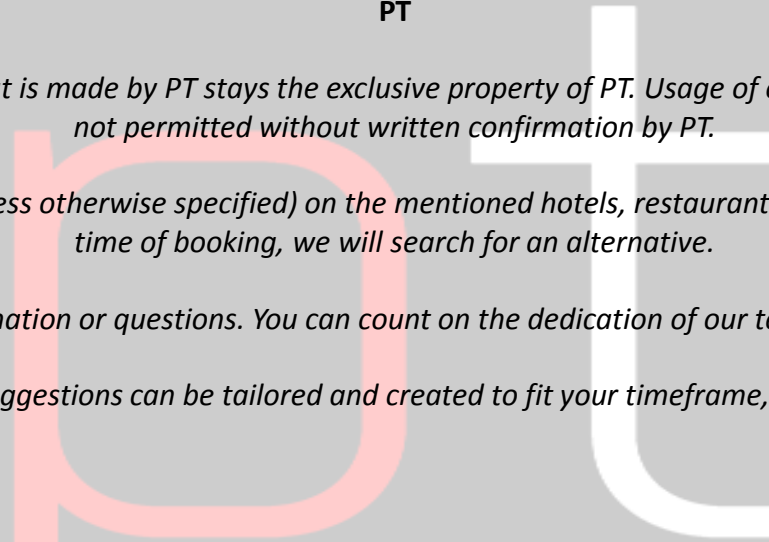 PT
t is made by PT stays the exclusive property of PT. Usage of
not permitted without written confirmation by PT.
ess otherwise specified) on the mentioned hotels, restaurant
time of booking, we will search for an alternative.
nation or questions. You can count on the dedication of our t
ggestions can be tailored and created to fit your timeframe,
pt